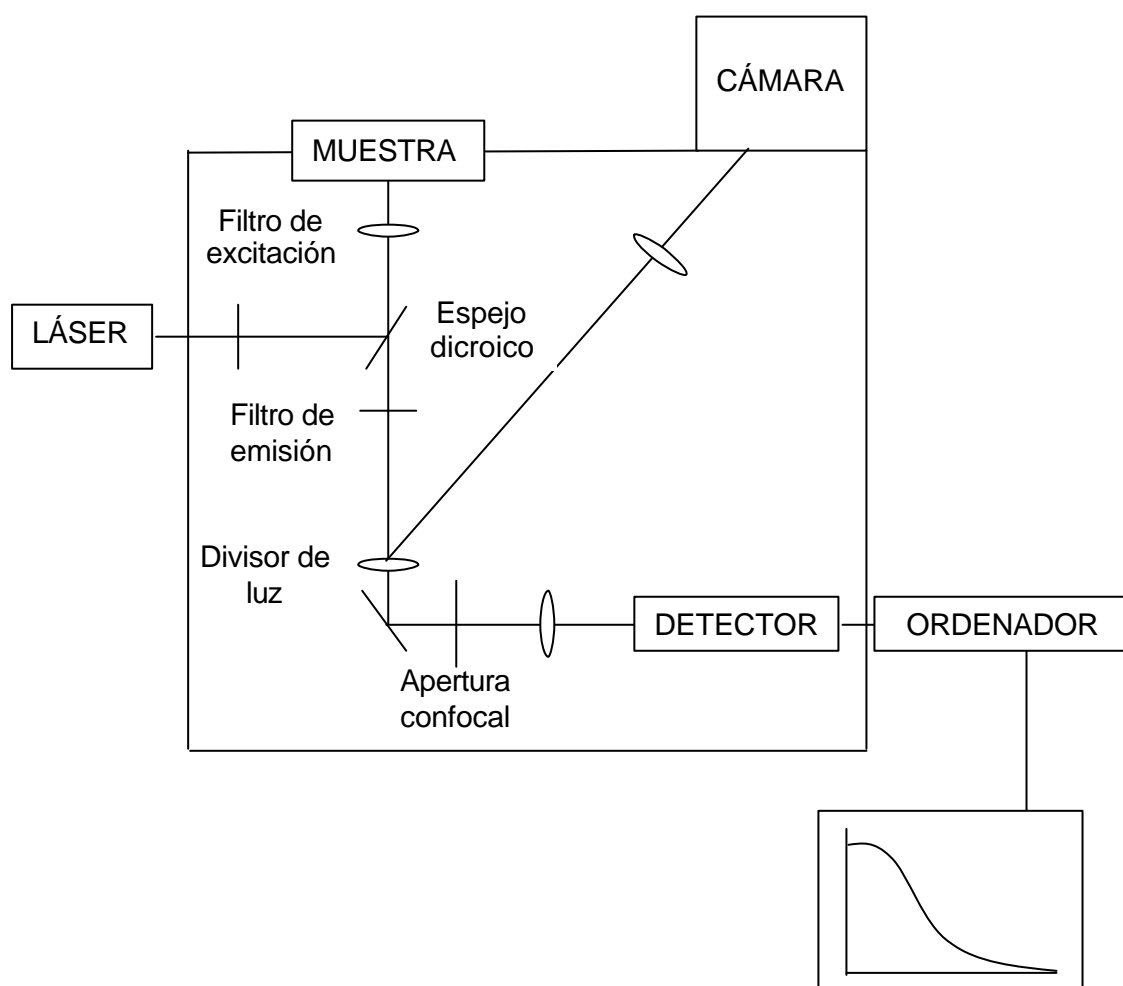 CÁMARA
MUESTRA
Filtro de
excitación
LÁSER
Espejo
dicroico
Filtro de
emisión
Divisor de
luz
DETECTOR
ORDENADOR
Apertura
confocal